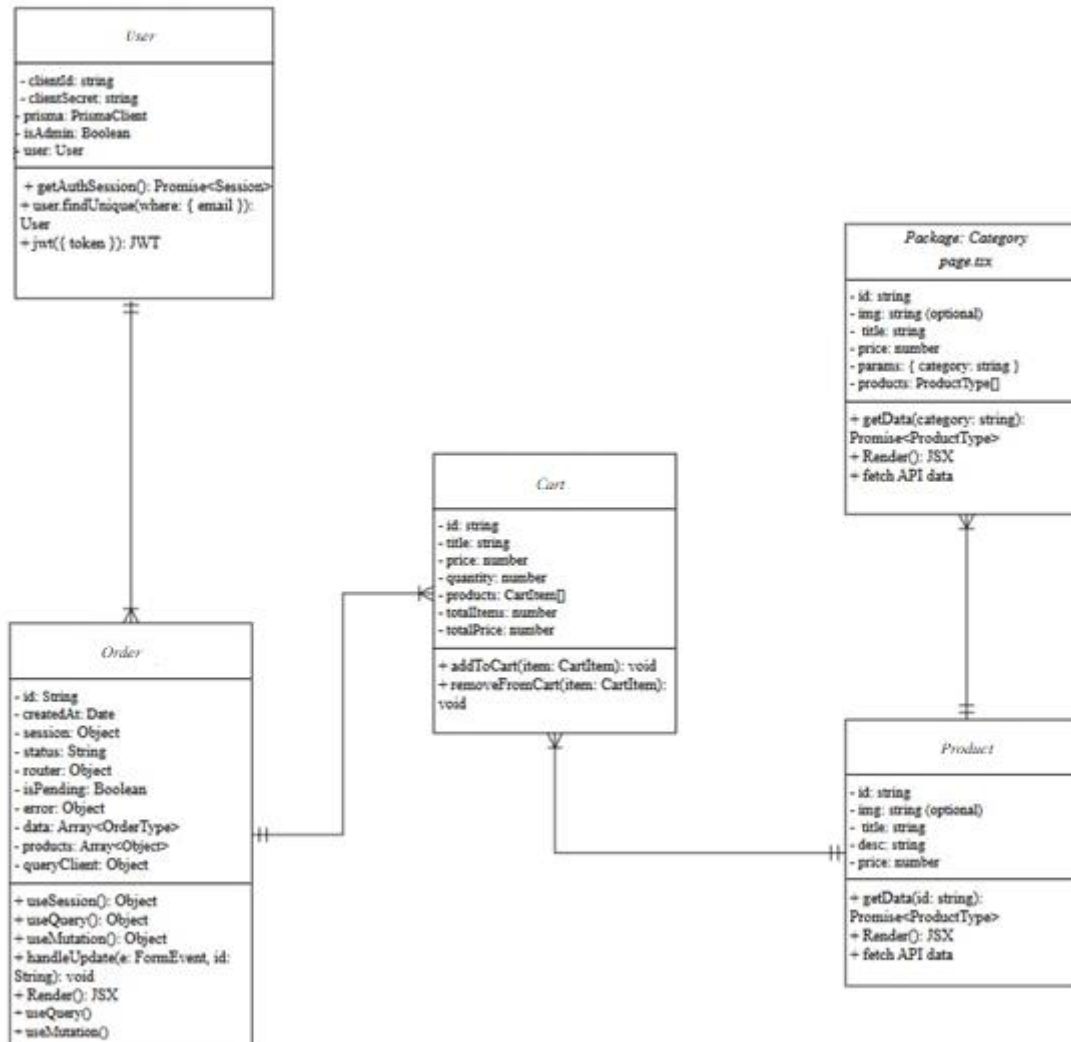 User
- clientId: string
- clientSecret: string
- prisma: PrismaClient
- isAdmin: Boolean
- user: User
+ getAuthSession(): Promise<Session>
+ user.findUnique(where: { email }):
User
+ jwt({ token }): JWT
Package: Category
page.tsx
- id: string
- img: string (optional)
- title: string
- price: number
- params: { category: string }
- products: ProductType[]
+ getData(category: string):
Promise<ProductType>
+ Render(): JSX
+ fetch API data
Cart
- id: string
- title: string
- price: number
- quantity: number
- products: CartItem[]
- totalItems: number
- totalPrice: number
+ addToCart(item: CartItem): void
+ removeFromCart(item: CartItem):
void
Order
- id: String
- createdAt: Date
- session: Object
- status: String
- router: Object
- isPending: Boolean
- error: Object
- data: Array<OrderType>
- products: Array<Object>
- queryClient: Object
+ useSession(): Object
+ useQuery(): Object
+ useMutation(): Object
+ handleUpdate(e: FormEvent, id:
String): void
+ Render(): JSX
+ useQuery()
+ useMutation()
Product
- id: string
- img: string (optional)
- title: string
- desc: string
- price: number
+ getData(id: string):
Promise<ProductType>
+ Render(): JSX
+ fetch API data